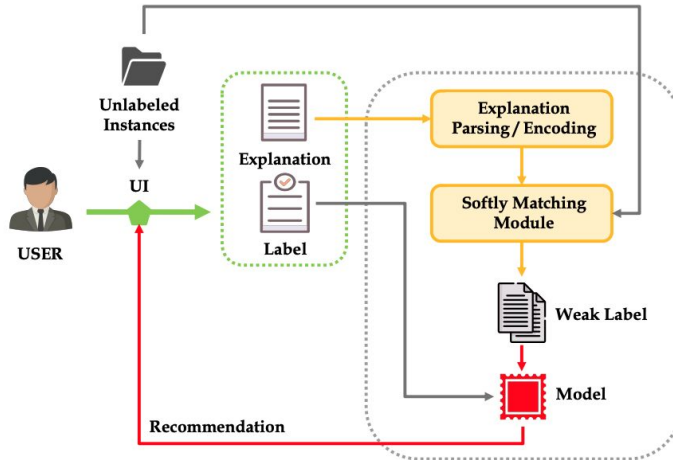 Unlabeled
Instances
UI
USER
Explanation
Label
Explanation
Parsing / Encoding
Softly Matching
Module
Weak Label
Model
Recommendation